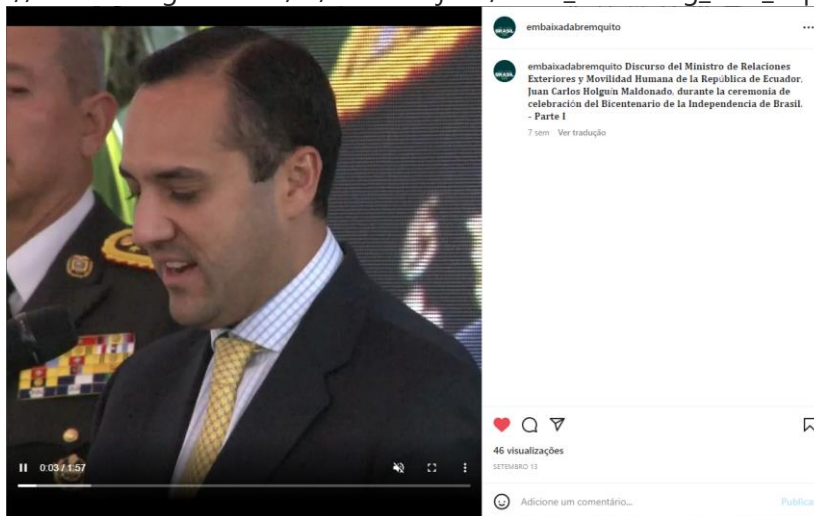 embaixadabremquito
embaixadabremquito Discurso del Ministro de Relaciones
Exteriores y Movilidad Humana de la República de Ecuador,
Juan Carlos Holguín Maldonado, durante la ceremonia de
celebración del Bicentenario de la Independencia de Brasil.
- Parte I
7 sem Ver tradução
0:03 / 1:57
46 visualizações
SETEMBRO 13
Adicione um comentário...
Publicar